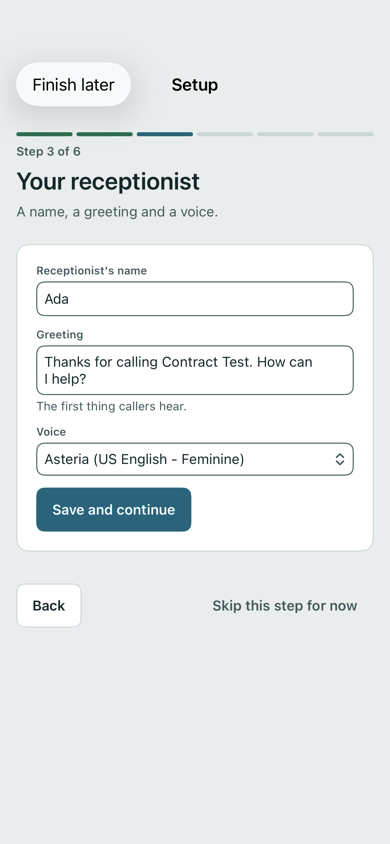 Finish later
Setup
Step 3 of 6
Your receptionist
A name, a greeting and a voice.
Receptionist's name
Ada
Greeting
Thanks for calling Contract Test. How can
I help?
The first thing callers hear.
Voice
Asteria (US English - Feminine)
Save and continue
Back
Skip this step for now